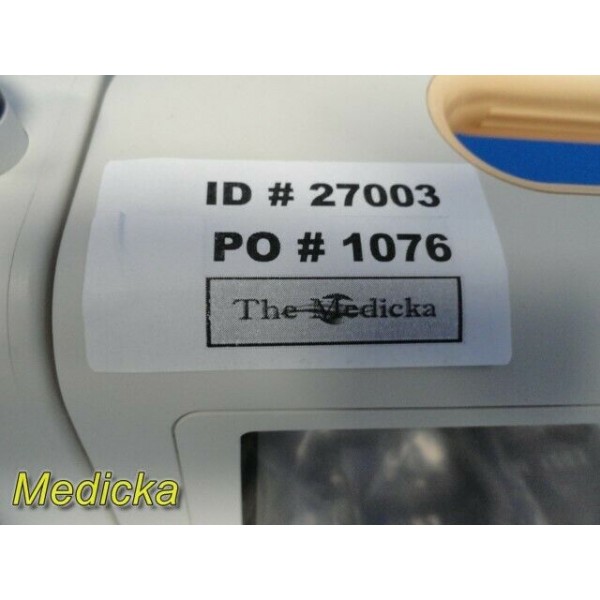 ID # 27003
PO # 1076
The Medicka
Medicka